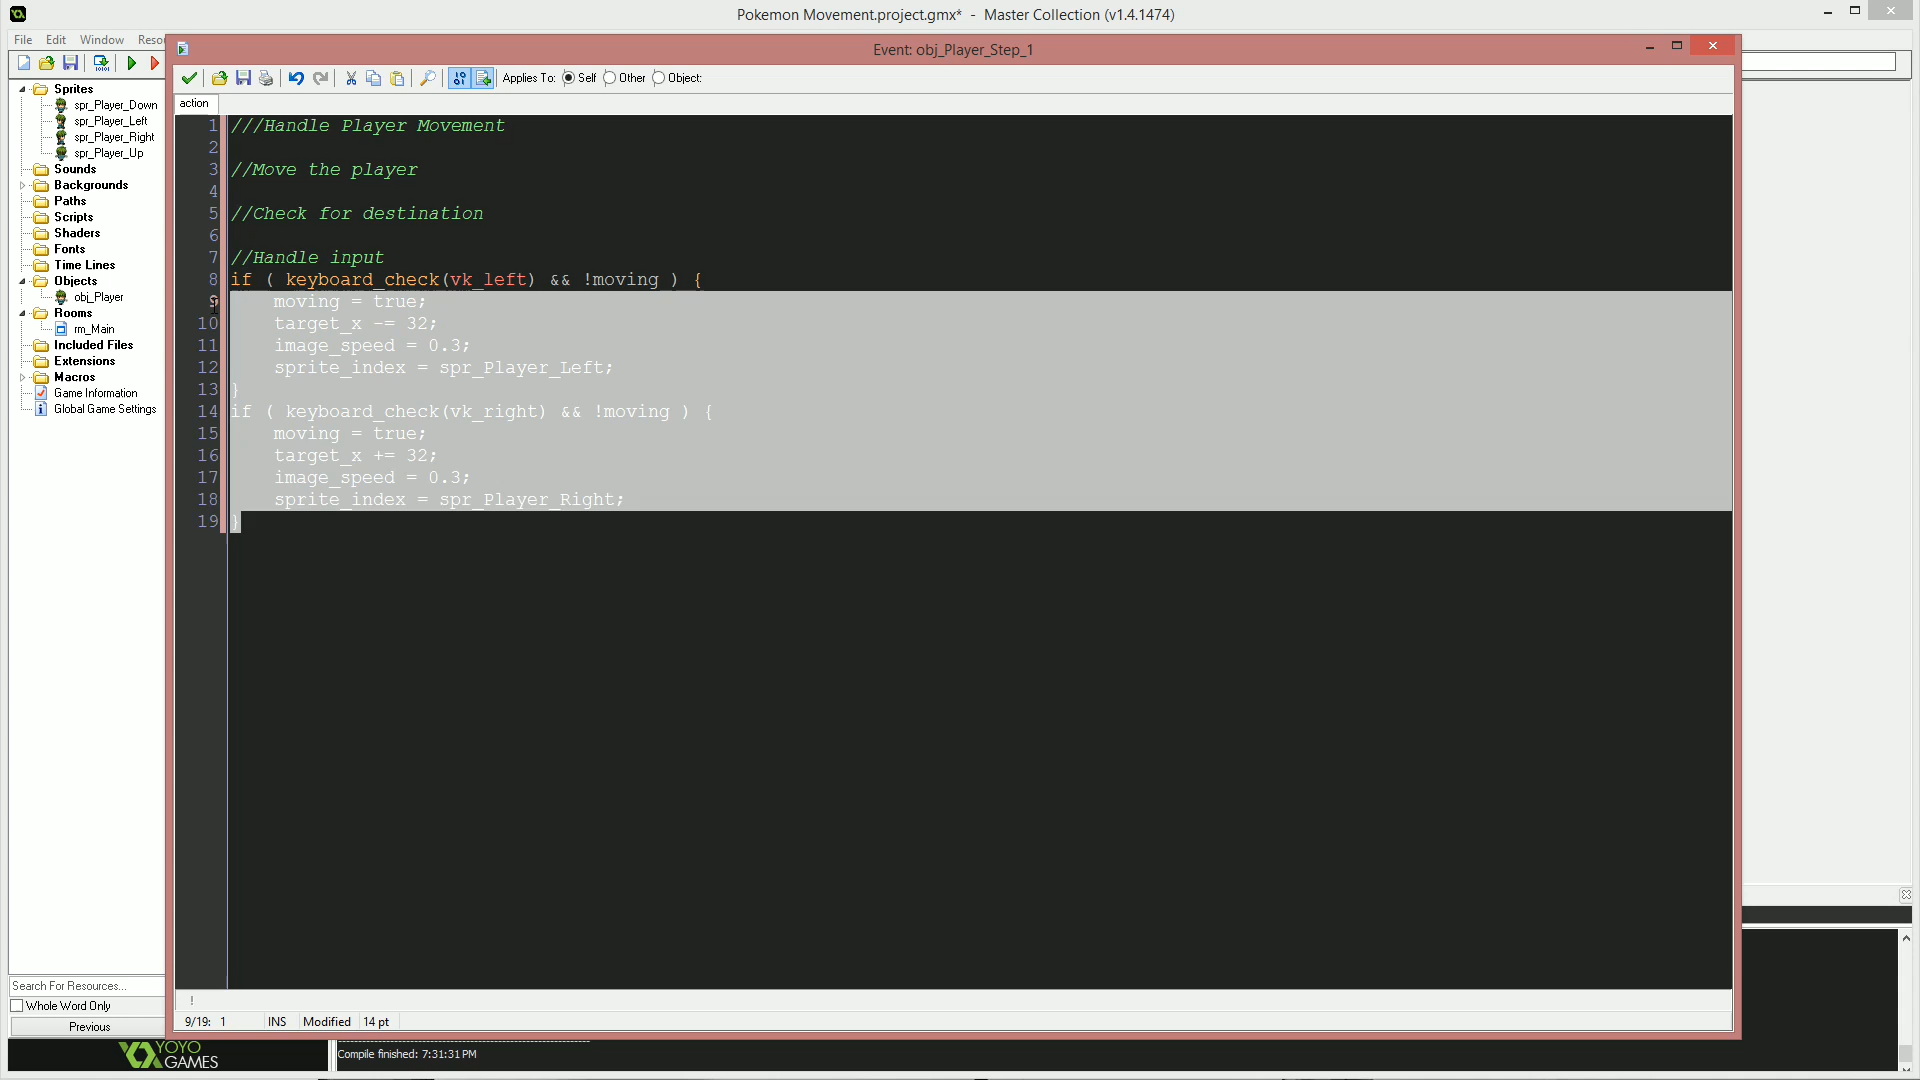 Pokemon Movement.project.gmx* - Master Collection (v1.4.1474)
File Edit Window Resou
Event: obj_Player_Step_1
Applies To: Self Other Object:
action
Sprites
spr_Player_Down
spr_Player_Left
spr_Player_Right
spr_Player_Up
Sounds
Backgrounds
Paths
Scripts
Shaders
Fonts
Time Lines
Objects
obj_Player
Rooms
rm_Main
Included Files
Extensions
Macros
Game Information
Global Game Settings
1 ///Handle Player Movement
2
3 //Move the player
4
5 //Check for destination
6
7 //Handle input
8 if ( keyboard_check(vk_left) && !moving ) {
9 moving = true;
10 target_x -= 32;
11 image_speed = 0.3;
12 sprite_index = spr_Player_Left;
13 }
14 if ( keyboard_check(vk_right) && !moving ) {
15 moving = true;
16 target_x += 32;
17 image_speed = 0.3;
18 sprite_index = spr_Player_Right;
19 }
Search For Resources...
Whole Word Only
Previous
!
9/19: 1 INS Modified 14 pt
YOYO
GAMES
Compile finished: 7:31:31 PM